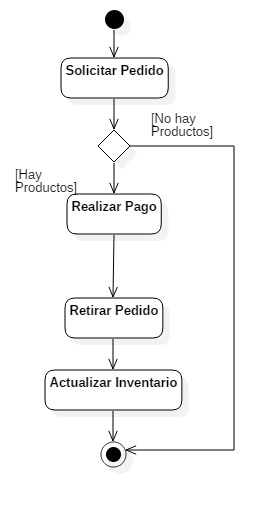 Solicitar Pedido
[No hay
Productos]
[Hay
Productos]
Realizar Pago
Retirar Pedido
Actualizar Inventario